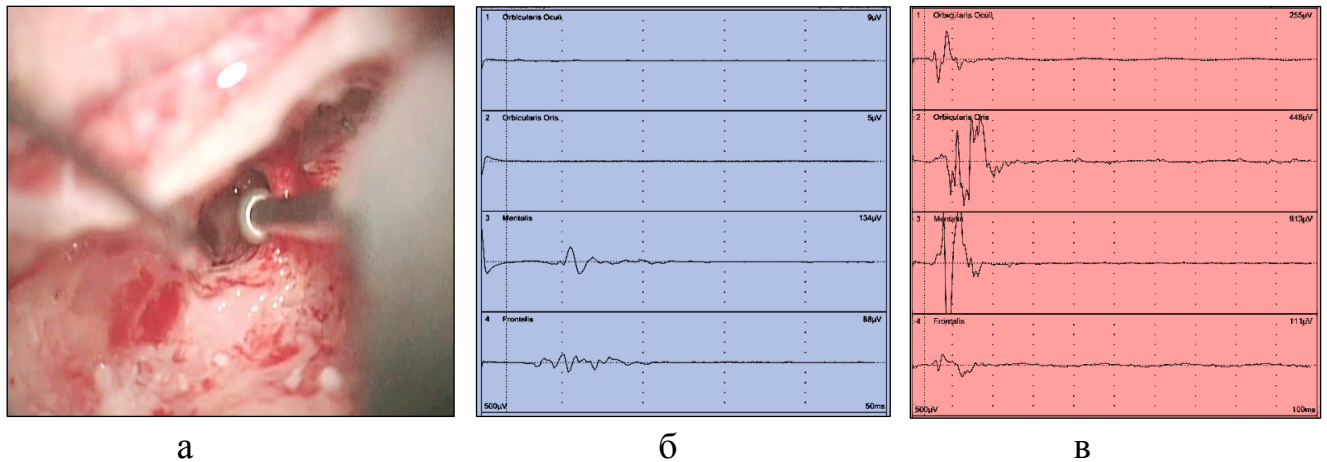 1 Orbicularis Oculi 9µV
2 Orbicularis Oris 5µV
3 Mentalis 134µV
4 Frontalis 88µV
500µV 50ms
1 Orbicularis Oculi 255µV
2 Orbicularis Oris 448µV
3 Mentalis 913µV
4 Frontalis 111µV
500µV 100ms
а б в